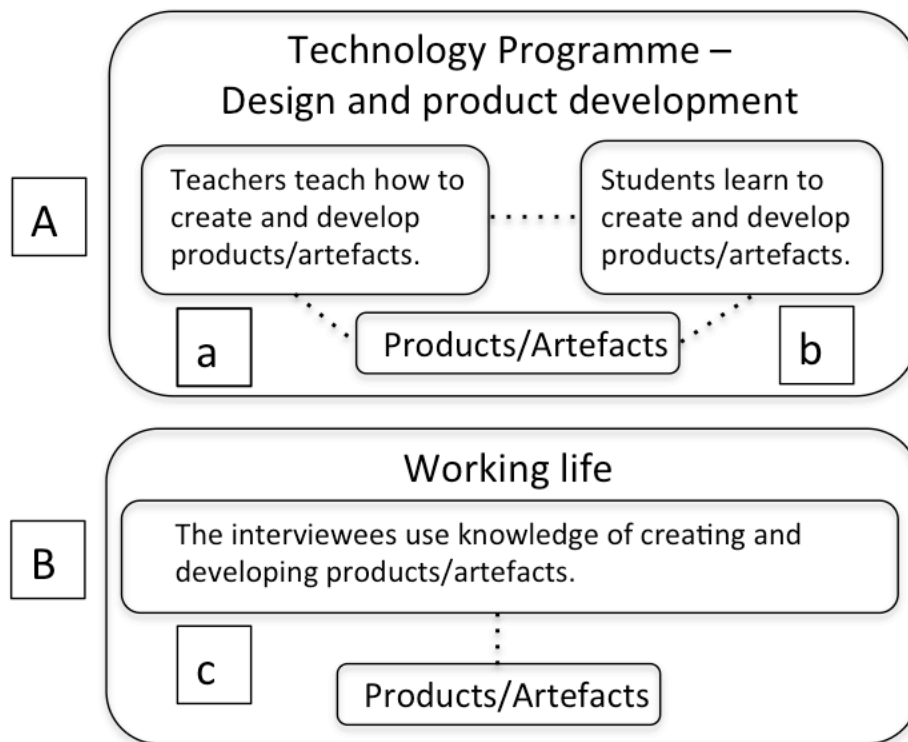 Technology Programme –
Design and product development
A
Teachers teach how to
create and develop
products/artefacts.
Students learn to
create and develop
products/artefacts.
a
Products/Artefacts
b
Working life
B
The interviewees use knowledge of creating and
developing products/artefacts.
c
Products/Artefacts